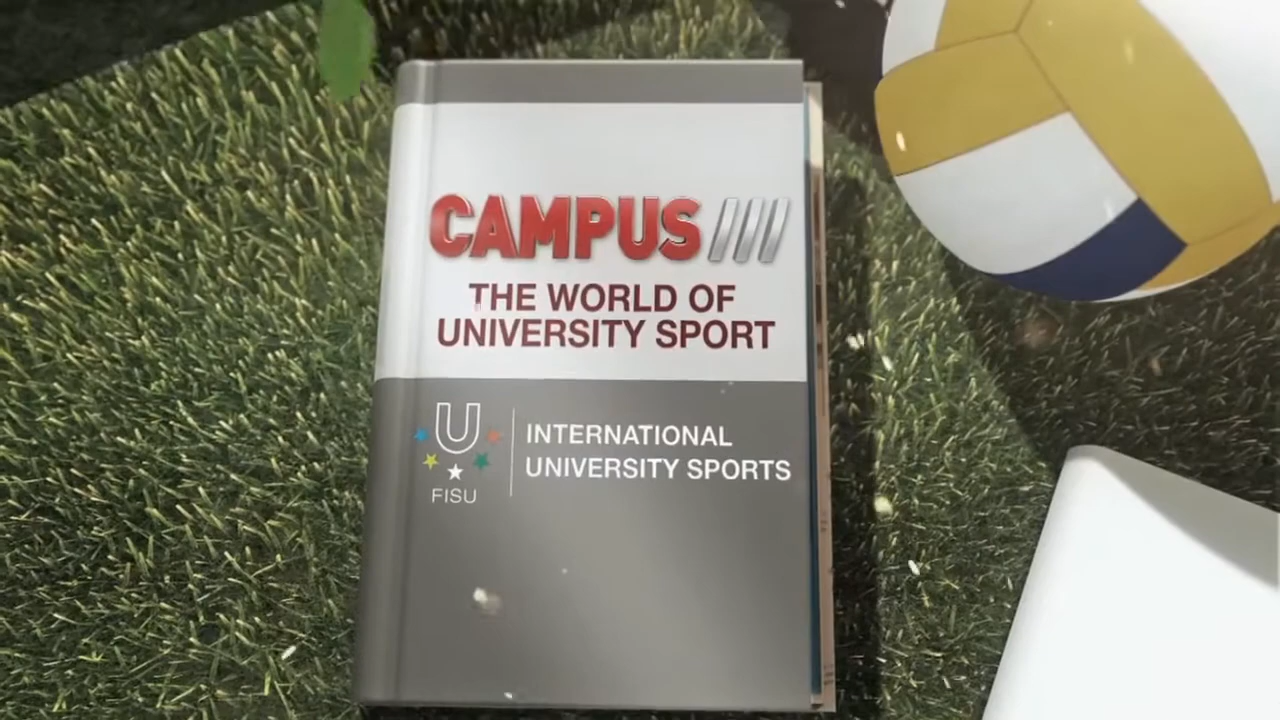 CAMPUS
THE WORLD OF
UNIVERSITY SPORT
U
FISU
INTERNATIONAL
UNIVERSITY SPORTS